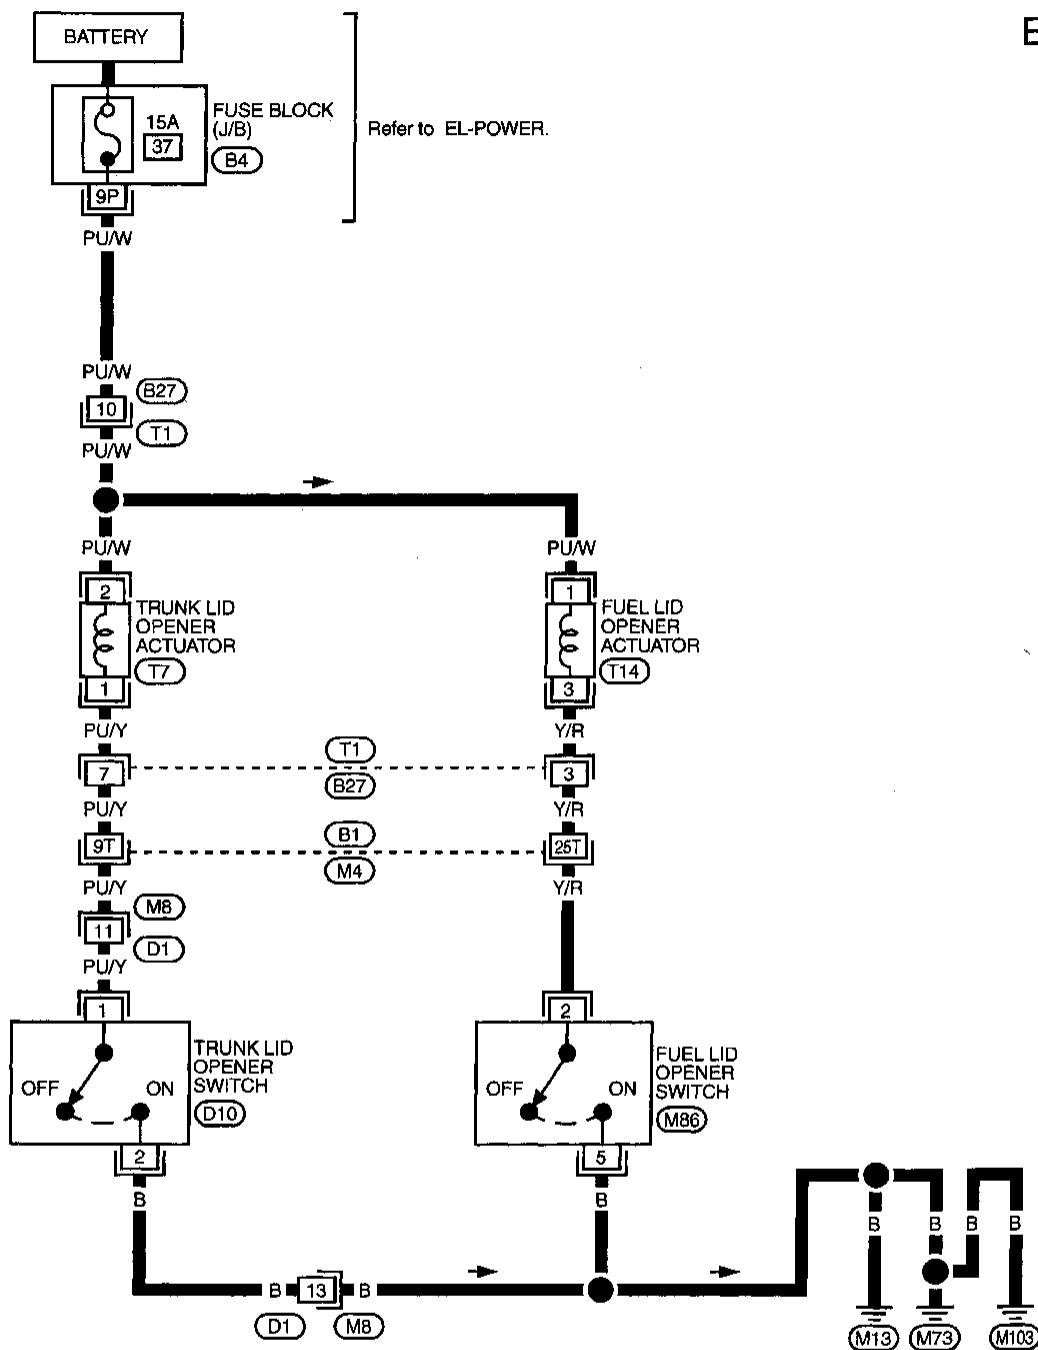 BATTERY
E
15A
37
FUSE BLOCK
(J/B)
B4
Refer to EL-POWER.
9P
PU/W
PU/W
B27
10
T1
PU/W
PU/W
PU/W
2
TRUNK LID
OPENER
ACTUATOR
T7
1
1
FUEL LID
OPENER
ACTUATOR
T14
3
PU/Y
Y/R
T1
7
3
B27
PU/Y
Y/R
B1
9T
25T
M4
PU/Y
Y/R
M8
11
D1
PU/Y
1
TRUNK LID
OPENER
SWITCH
OFF
ON
D10
2
2
FUEL LID
OPENER
SWITCH
OFF
ON
M86
5
B
B
B
B
B
B
B
13
B
D1
M8
M13
M73
M103